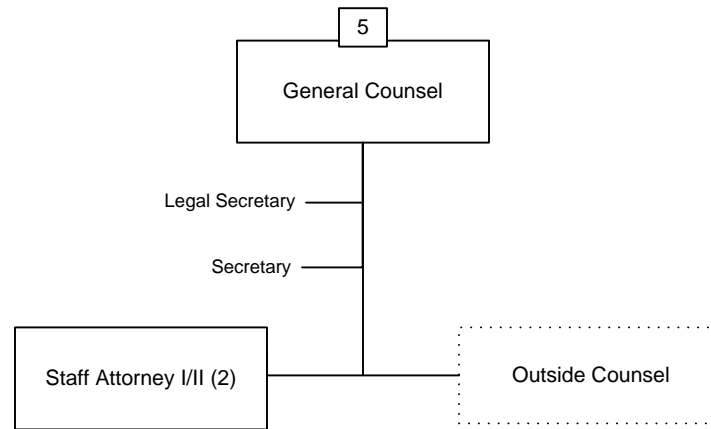 5
General Counsel
Legal Secretary
Secretary
Staff Attorney I/II (2)
Outside Counsel